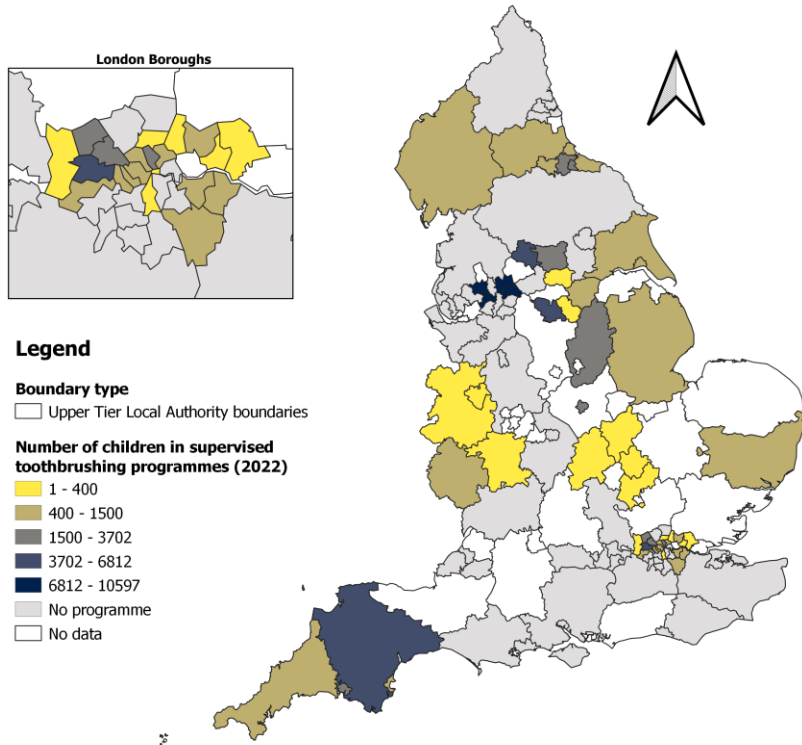 London Boroughs
Legend
Boundary type
Upper Tier Local Authority boundaries
Number of children in supervised
toothbrushing programmes (2022)
1 - 400
400 - 1500
1500 - 3702
3702 - 6812
6812 - 10597
No programme
No data